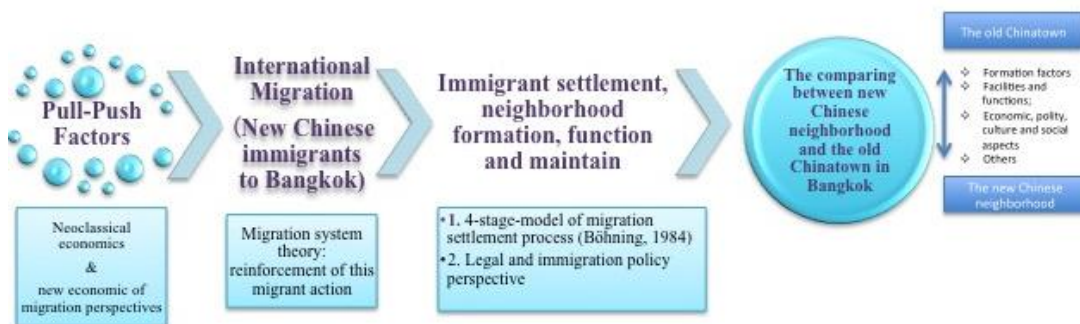 Pull-Push
Factors
Neoclassical
economics
&
new economic of
migration perspectives
International
Migration
(New Chinese
immigrants
to Bangkok)
Migration system
theory:
reinforcement of this
migrant action
Immigrant settlement,
neighborhood
formation, function
and maintain
•1. 4-stage-model of migration
settlement process (Böhning, 1984)
•2. Legal and immigration policy
perspective
The comparing
between new
Chinese
neighborhood
and the old
Chinatown in
Bangkok
The old Chinatown
❖ Formation factors
❖ Facilities and
functions;
❖ Economic, polity,
culture and social
aspects
❖ Others
The new Chinese
neighborhood